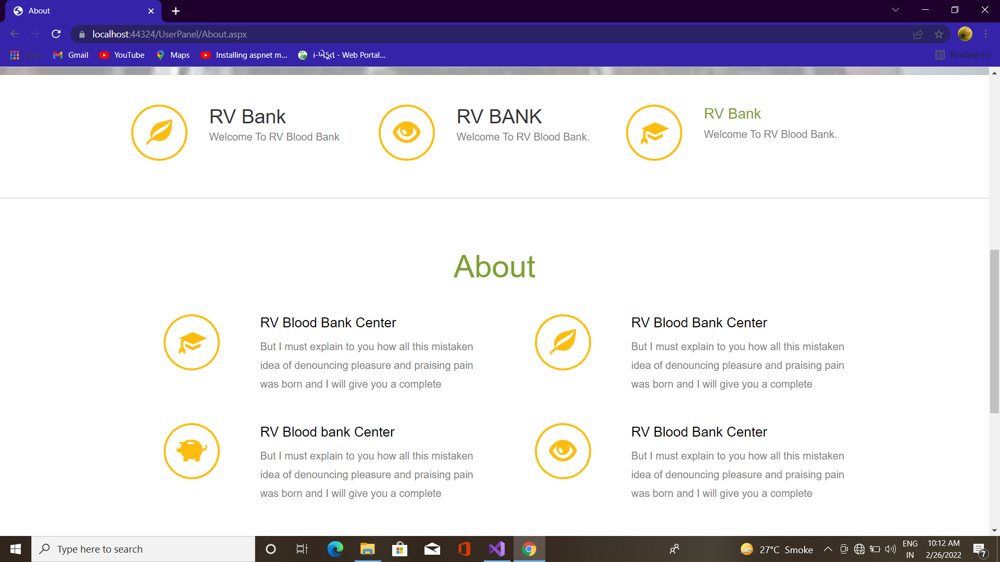 About
localhost:44324/UserPanel/About.aspx
Apps
Gmail
YouTube
Maps
Installing aspnet m...
i-ખેડૂત - Web Portal...
Reading list
RV Bank
Welcome To RV Blood Bank
RV BANK
Welcome To RV Blood Bank.
RV Bank
Welcome To RV Blood Bank.
About
RV Blood Bank Center
But I must explain to you how all this mistaken
idea of denouncing pleasure and praising pain
was born and I will give you a complete
RV Blood Bank Center
But I must explain to you how all this mistaken
idea of denouncing pleasure and praising pain
was born and I will give you a complete
RV Blood bank Center
But I must explain to you how all this mistaken
idea of denouncing pleasure and praising pain
was born and I will give you a complete
RV Blood Bank Center
But I must explain to you how all this mistaken
idea of denouncing pleasure and praising pain
was born and I will give you a complete
Type here to search
27°C Smoke
ENG
IN
10:12 AM
2/26/2022
7